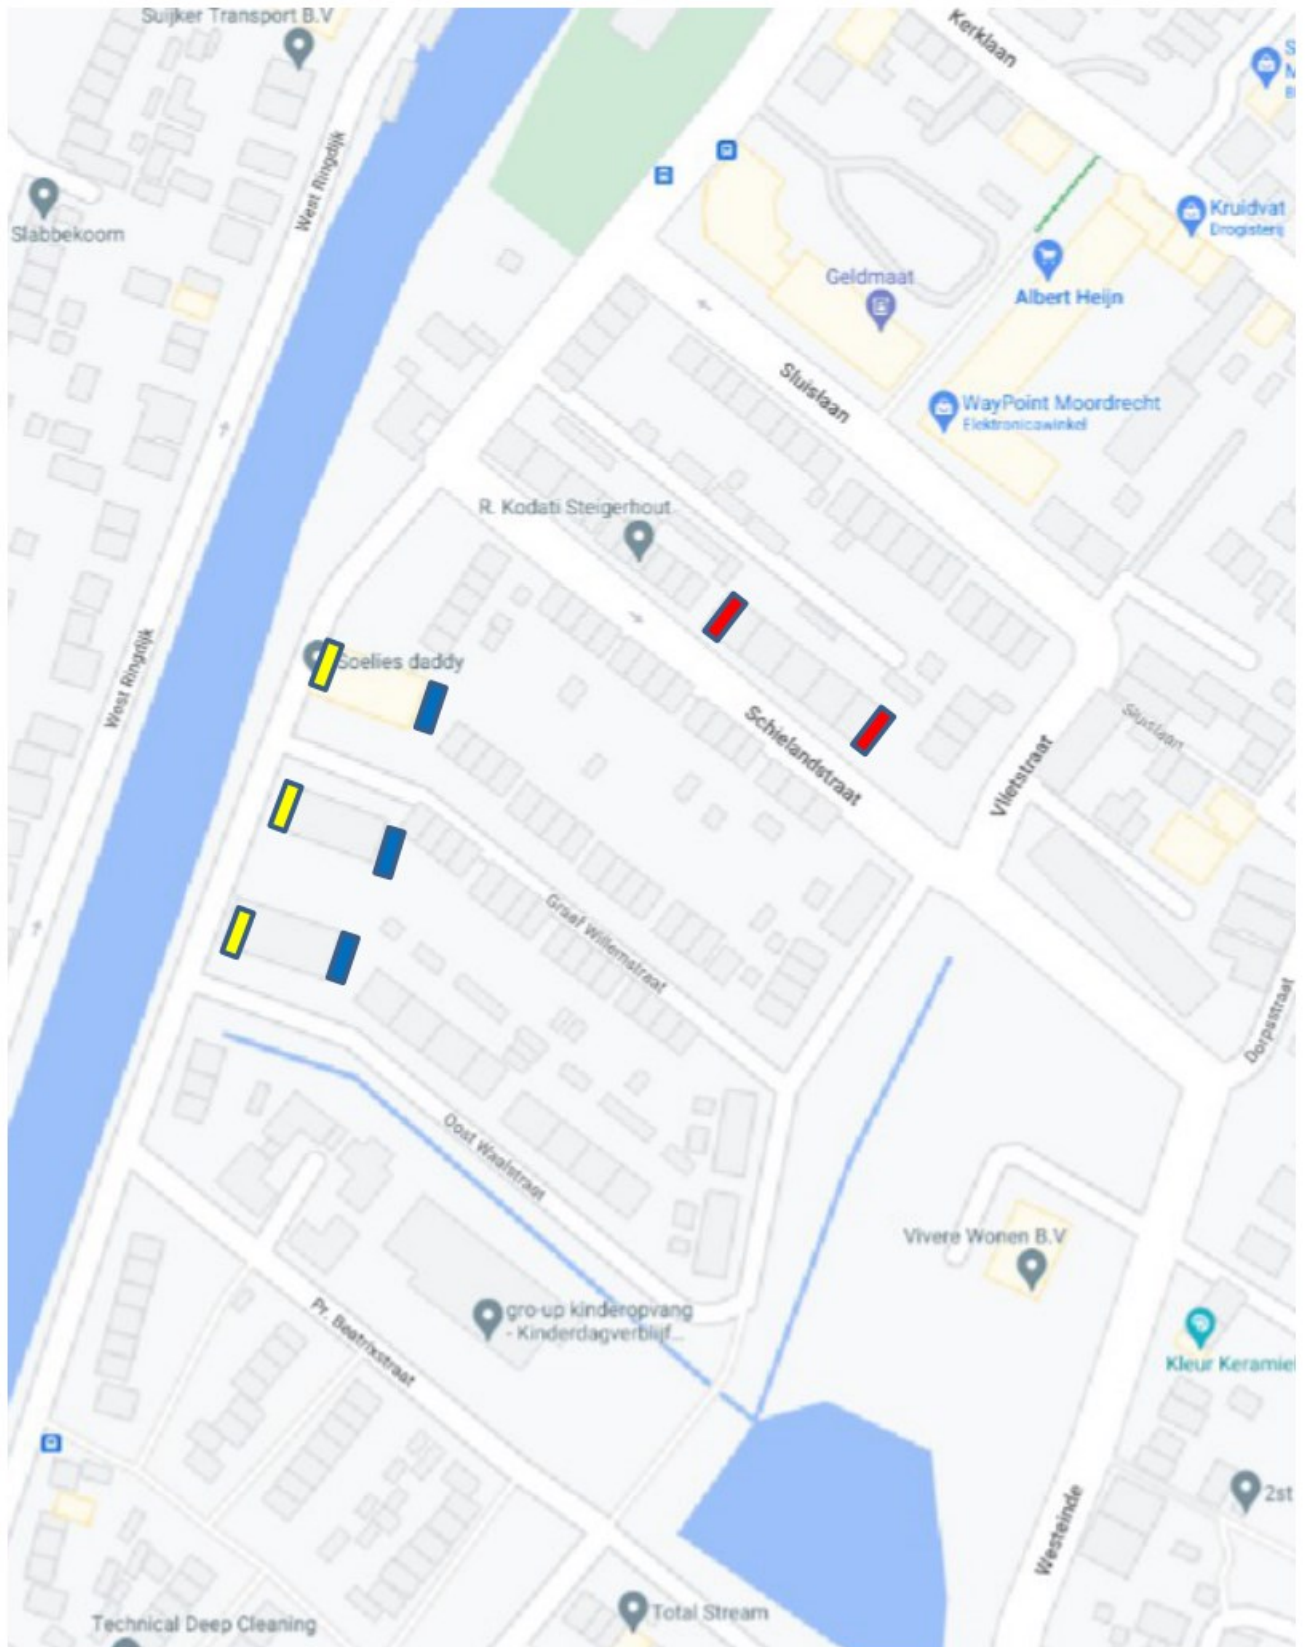 Suijker Transport B.V
Kerklaan
West Ringdijk
Slabbekoorn
Kruidvat
Drogisterij
Geldmaat
Albert Heijn
Sluislaan
WayPoint Moordrecht
Elektronicawinkel
R. Kodati Steigerhout
West Ringdijk
Soelies daddy
Schielandstraat
Sluislaan
Vlietstraat
Graaf Willemstraat
Dorpsstraat
Oost Waalstraat
Vivere Wonen B.V
gro-up kinderopvang
- Kinderdagverblijf...
Pr. Beatrixstraat
Kleur Keramie
2st
Westeinde
Total Stream
Technical Deep Cleaning